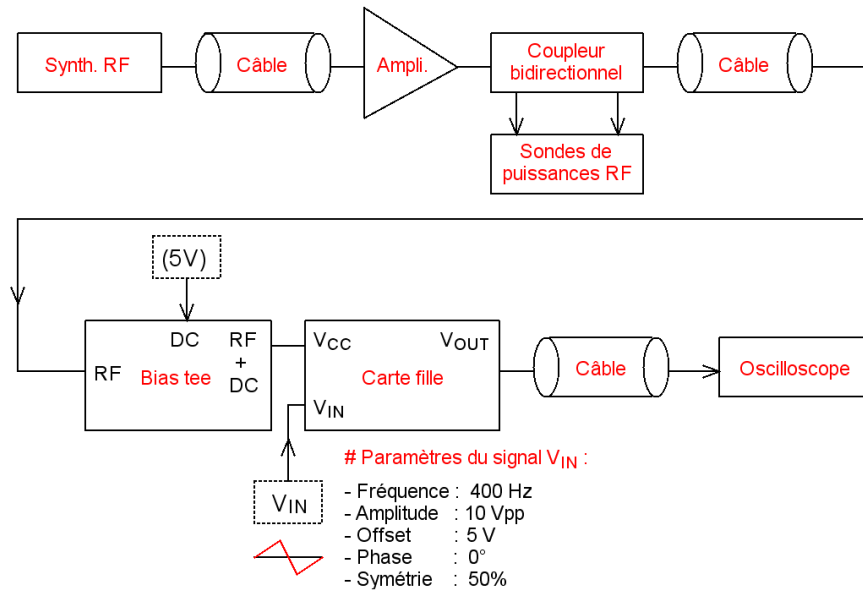 Synth. RF
Câble
Ampli.
Coupleur
bidirectionnel
Câble
Sondes de
puissances RF
(5V)
DC
RF
+
DC
RF
Bias tee
VCC
VOUT
Carte fille
VIN
Câble
Oscilloscope
VIN
# Paramètres du signal VIN :
- Fréquence : 400 Hz
- Amplitude : 10 Vpp
- Offset : 5 V
- Phase : 0°
- Symétrie : 50%